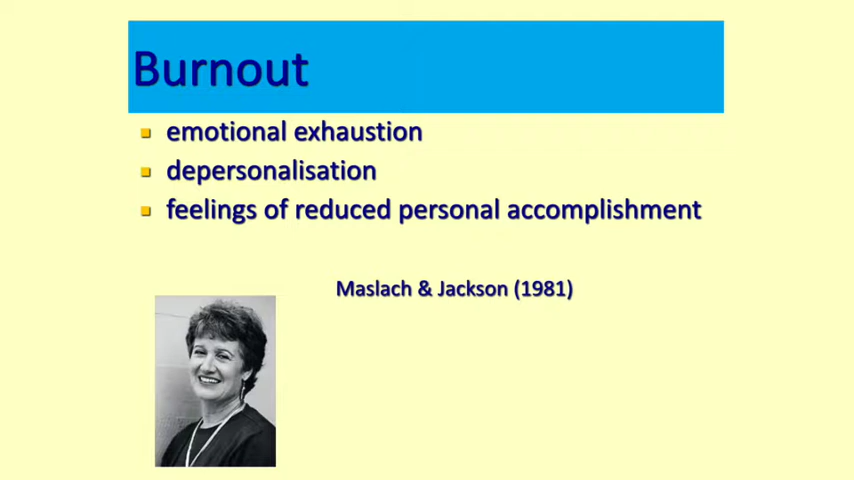 Burnout
emotional exhaustion
depersonalisation
feelings of reduced personal accomplishment
Maslach & Jackson (1981)